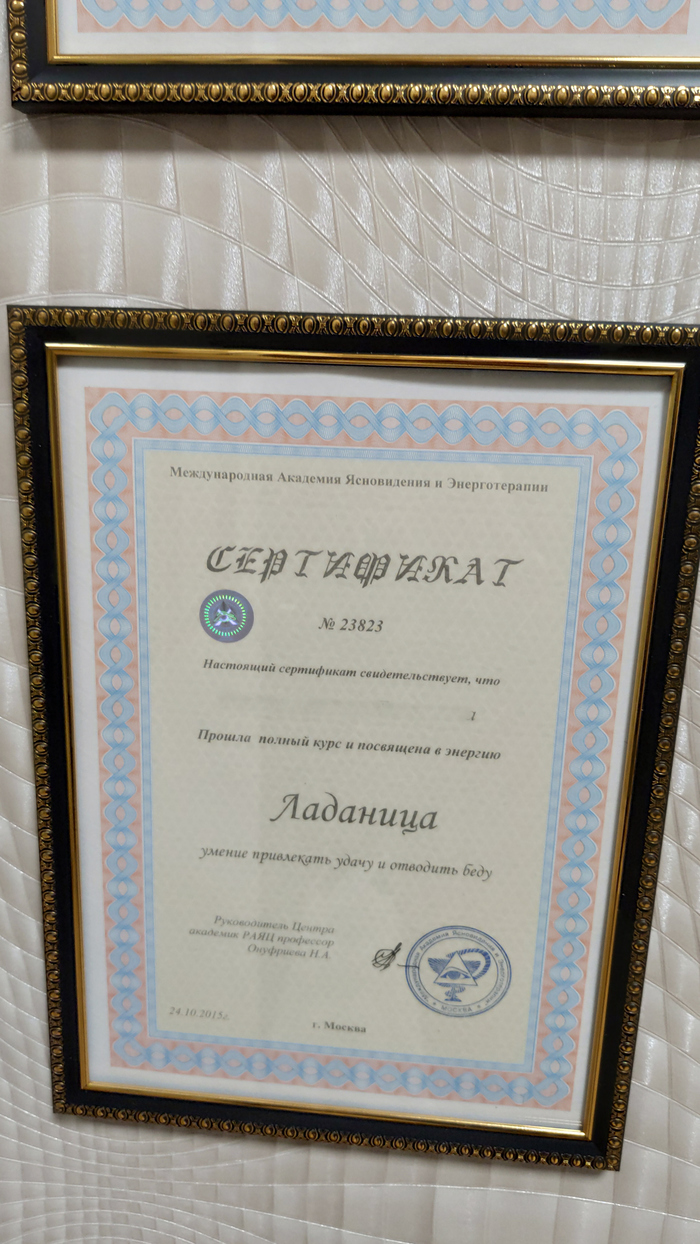 Международная Академия Ясновидения и Энерготерапии
СЕРТИФИКАТ
№ 23823
Настоящий сертификат свидетельствует, что
Прошла полный курс и посвящена в энергию
Ладаница
умение привлекать удачу и отводить беду
Руководитель Центра
академик РАЯЦ профессор
Онуфриева Н.А.
24.10.2015г.
г. Москва